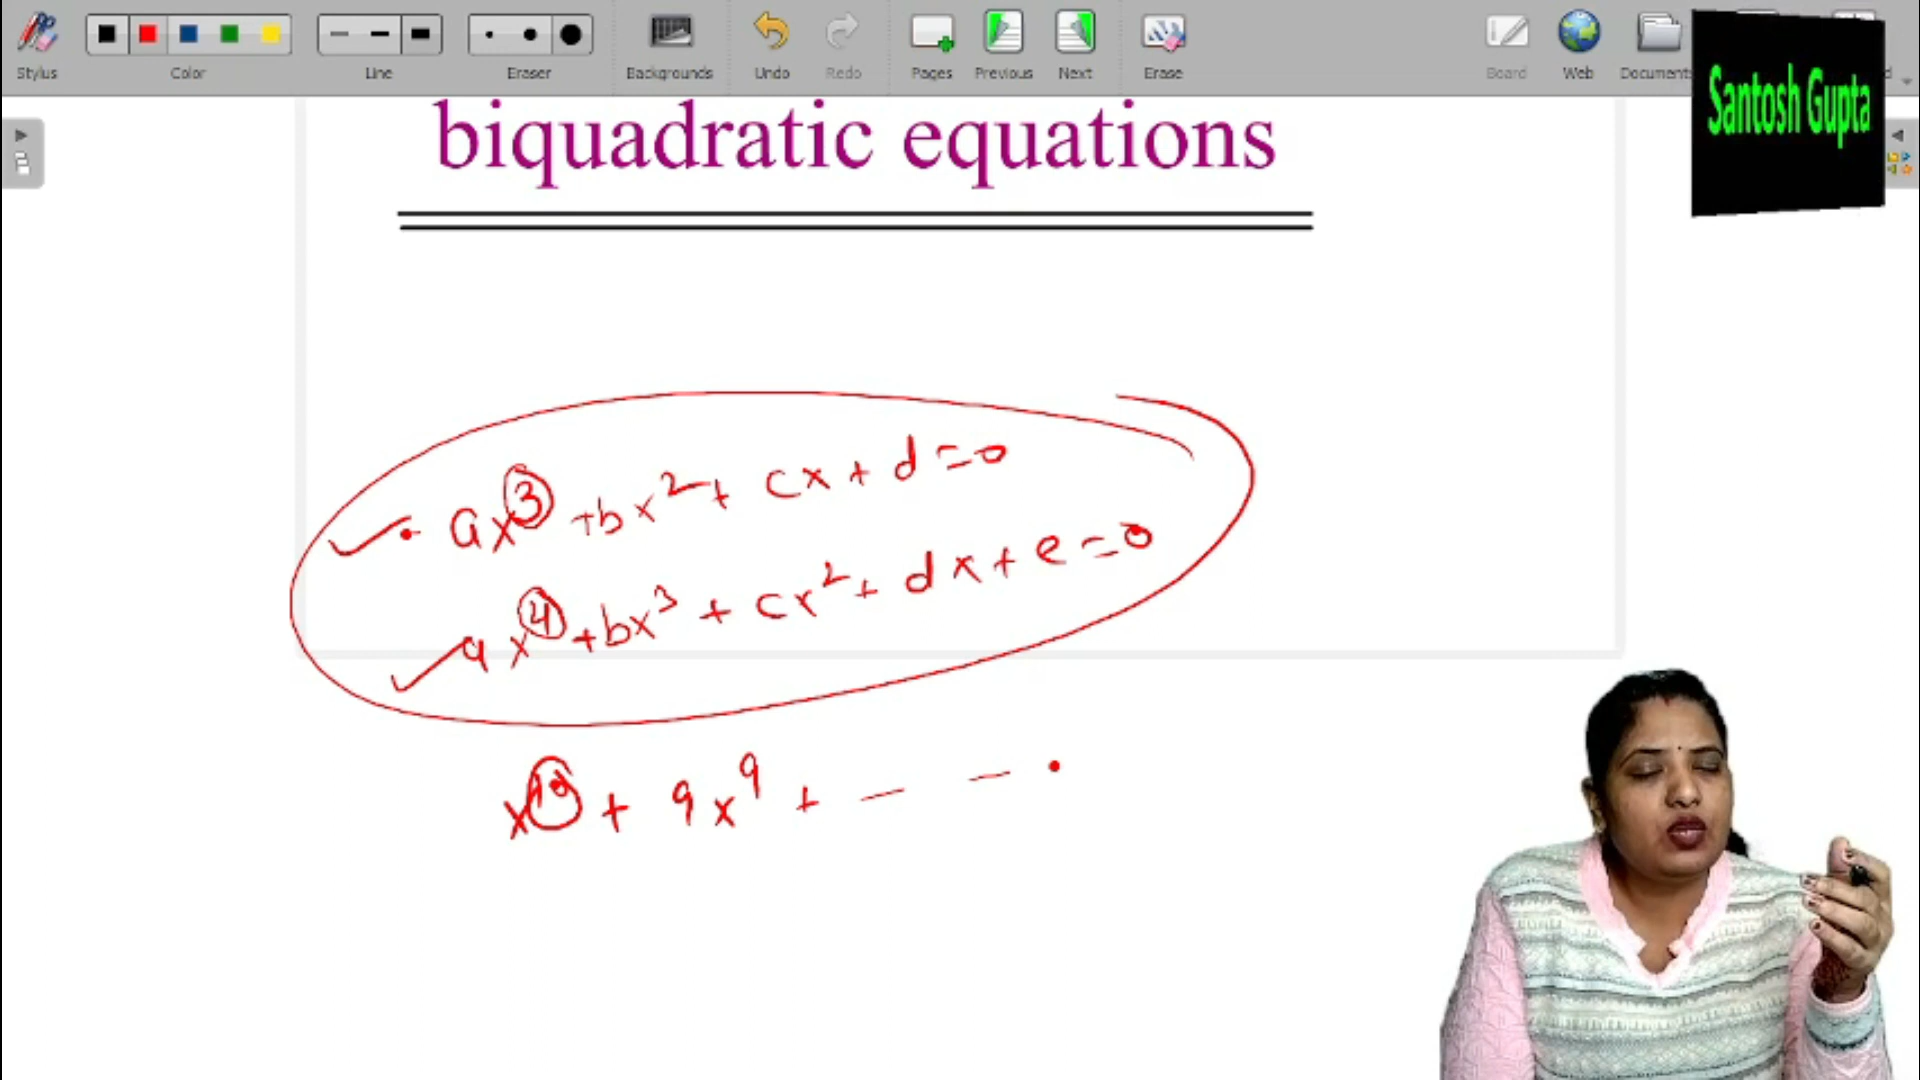 Stylus Color Line Eraser Backgrounds Undo Redo Pages Previous Next Erase Board Web Documents
Santosh Gupta
biquadratic equations
ax³ + bx² + cx + d = 0
ax⁴ + bx³ + cx² + dx + e = 0
x¹⁰ + 9x⁹ + — — .